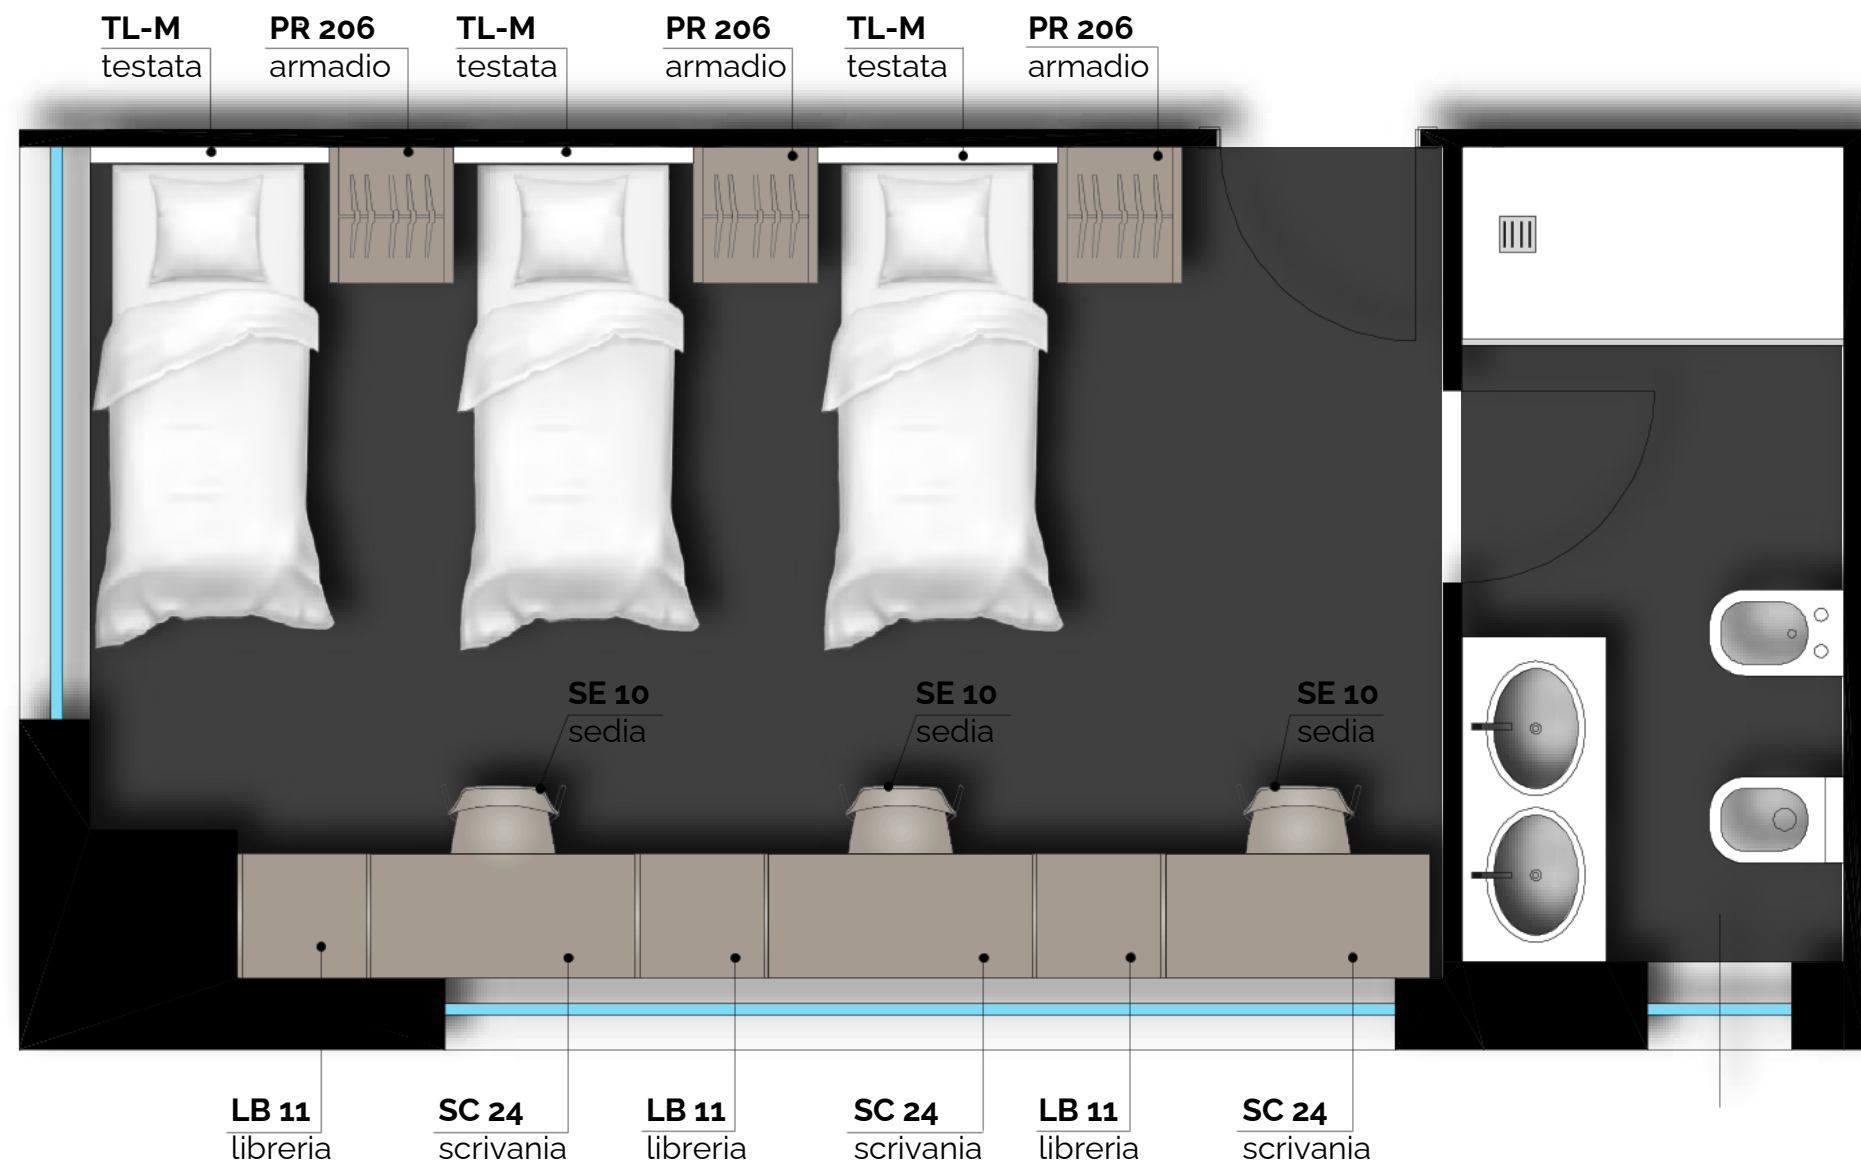 TL-M
testata
PR 206
armadio
TL-M
testata
PR 206
armadio
TL-M
testata
PR 206
armadio
SE 10
sedia
SE 10
sedia
SE 10
sedia
LB 11
libreria
SC 24
scrivania
LB 11
libreria
SC 24
scrivania
LB 11
libreria
SC 24
scrivania